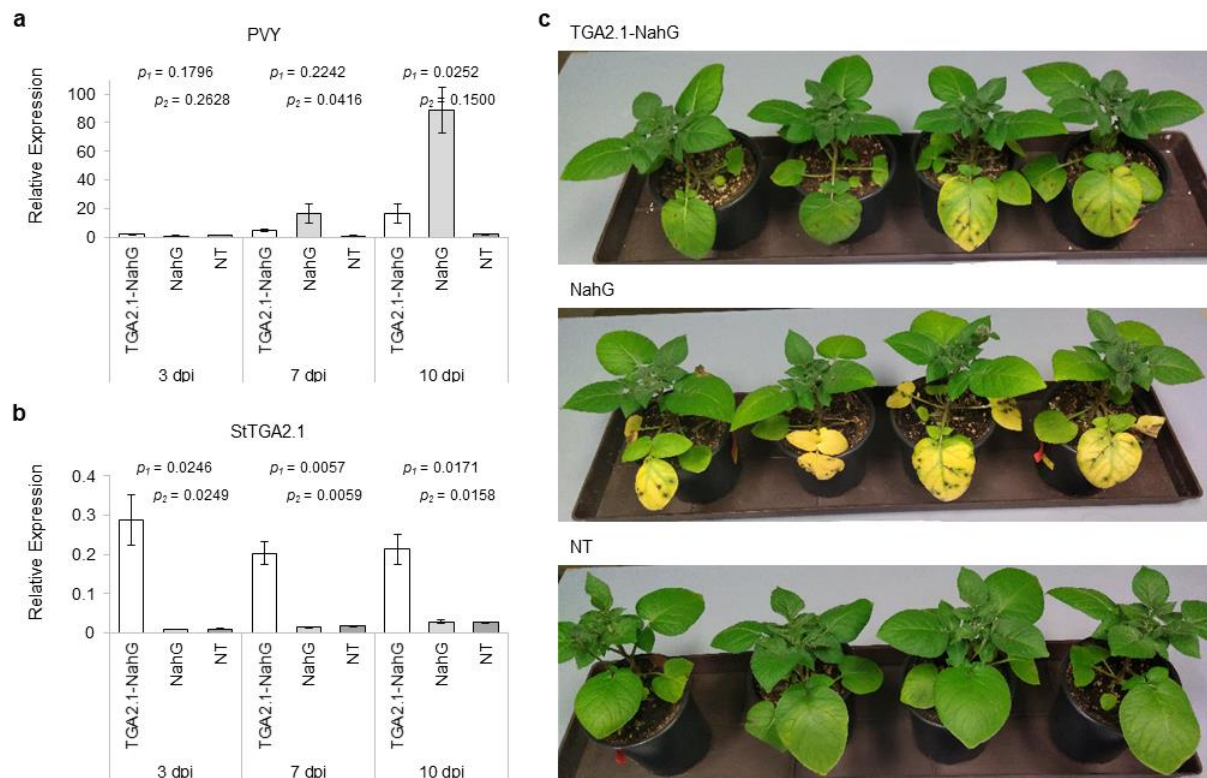 a
PVY
p₁ = 0.1796 p₁ = 0.2242 p₁ = 0.0252
p₂ = 0.2628 p₂ = 0.0416 p₂ = 0.1500
Relative Expression
100
80
60
40
20
0
TGA2.1-NahG NahG NT TGA2.1-NahG NahG NT TGA2.1-NahG NahG NT
3 dpi 7 dpi 10 dpi
b
StTGA2.1
p₁ = 0.0246 p₁ = 0.0057 p₁ = 0.0171
p₂ = 0.0249 p₂ = 0.0059 p₂ = 0.0158
Relative Expression
0.4
0.3
0.2
0.1
0
TGA2.1-NahG NahG NT TGA2.1-NahG NahG NT TGA2.1-NahG NahG NT
3 dpi 7 dpi 10 dpi
c
TGA2.1-NahG
NahG
NT